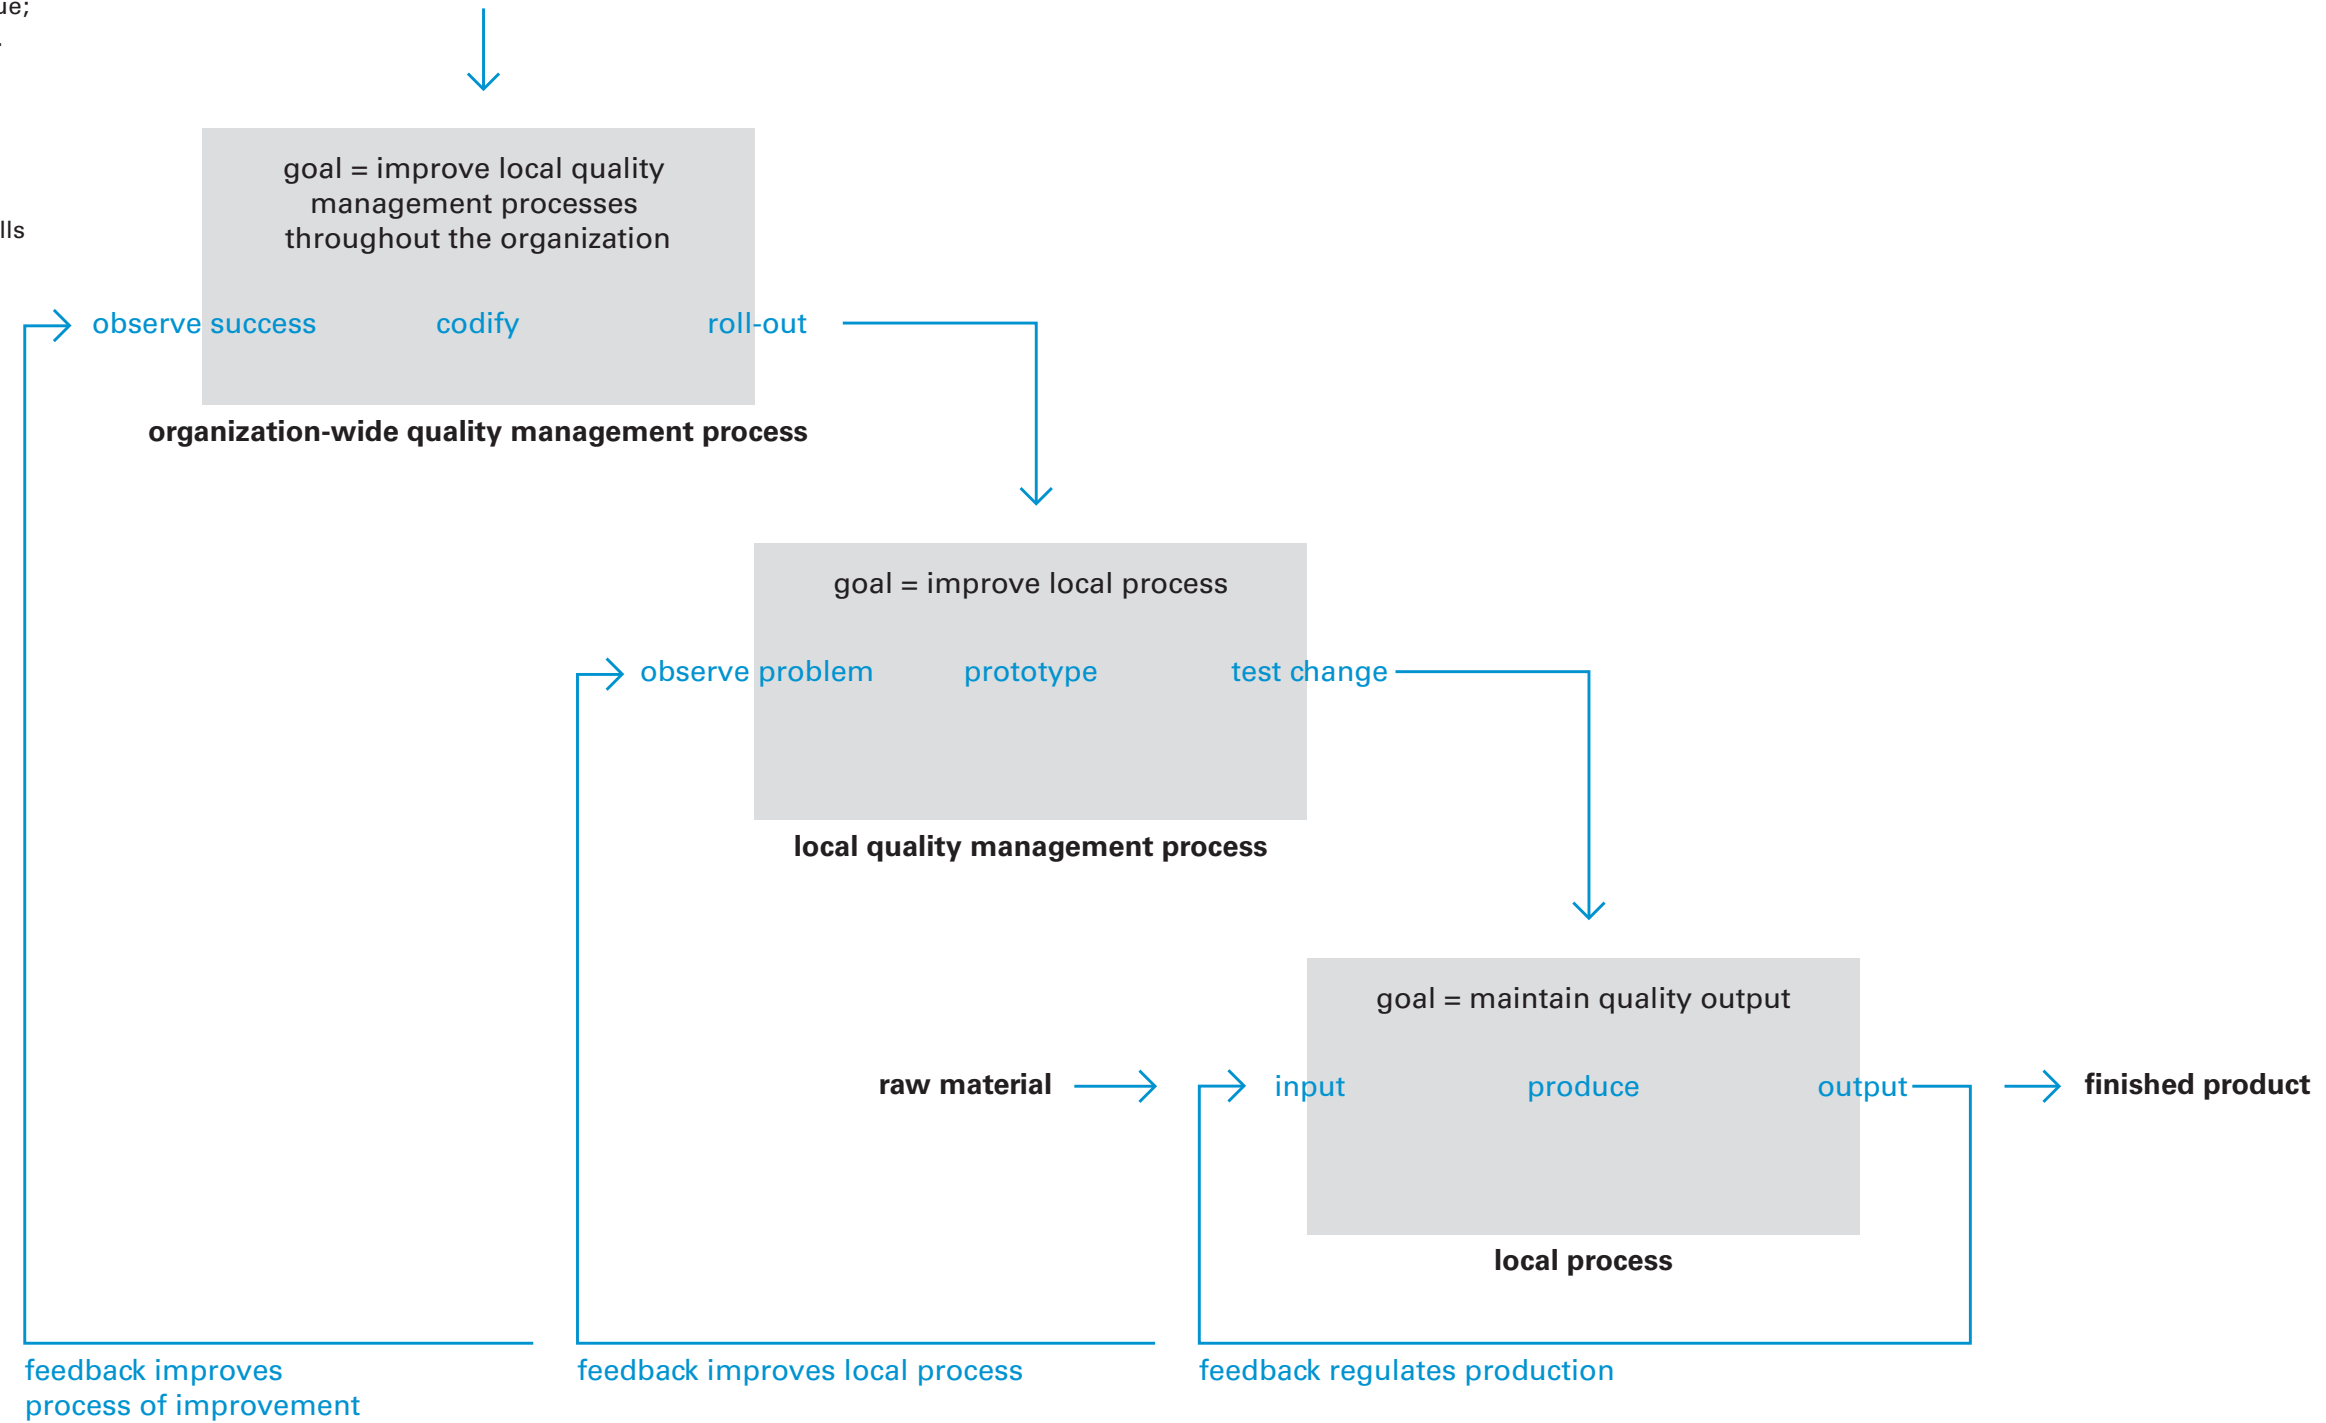 goal = improve local quality
management processes
throughout the organization
observe success
codify
roll-out
organization-wide quality management process
goal = improve local process
observe problem
prototype
test change
local quality management process
goal = maintain quality output
raw material
input
produce
output
finished product
local process
feedback improves
process of improvement
feedback improves local process
feedback regulates production